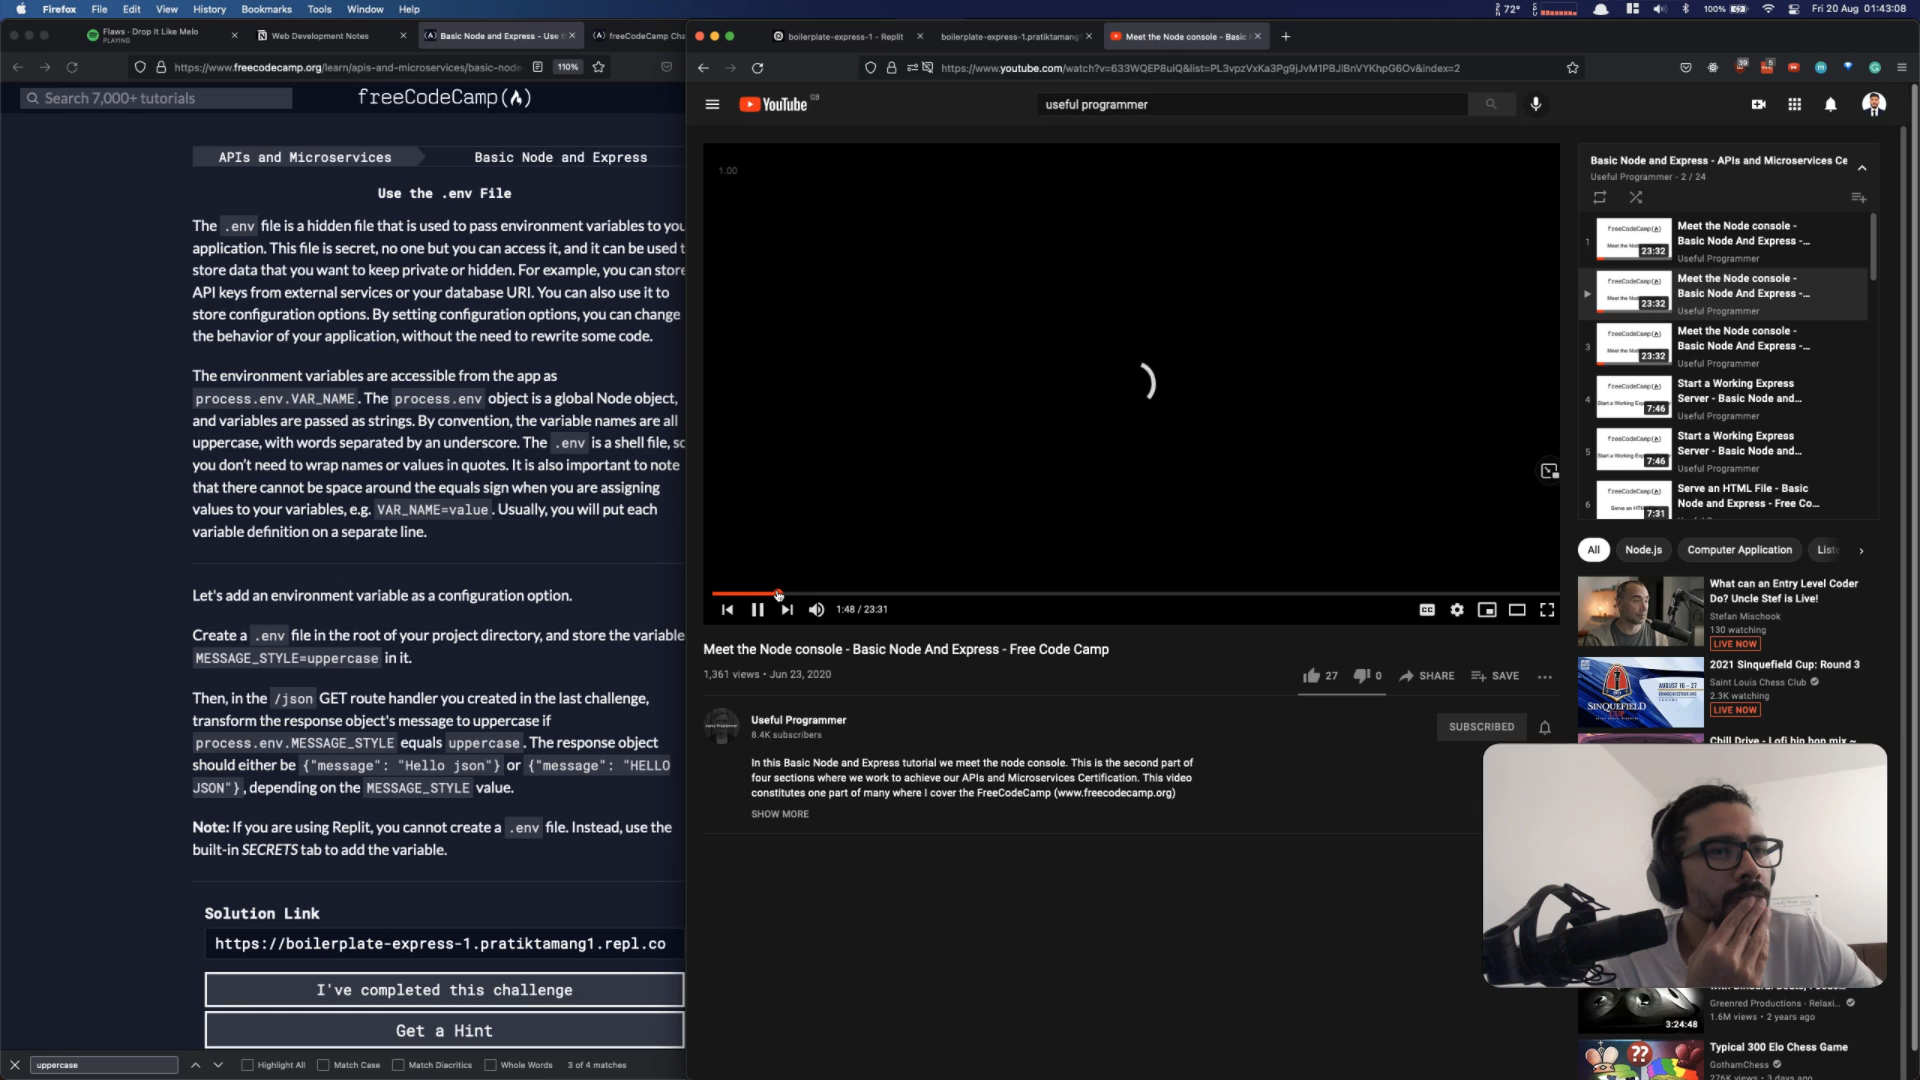 Firefox File Edit View History Bookmarks Tools Window Help
72° 100% Fri 20 Aug 01:43:08
Flaws · Drop It Like Melo
PLAYING
Web Development Notes
Basic Node and Express - Use
freeCodeCamp Cha
https://www.freecodecamp.org/learn/apis-and-microservices/basic-node-
110%
Search 7,000+ tutorials
freeCodeCamp
APIs and Microservices
Basic Node and Express
Use the .env File
The .env file is a hidden file that is used to pass environment variables to you
application. This file is secret, no one but you can access it, and it can be used t
store data that you want to keep private or hidden. For example, you can store
API keys from external services or your database URI. You can also use it to
store configuration options. By setting configuration options, you can change
the behavior of your application, without the need to rewrite some code.
The environment variables are accessible from the app as
process.env.VAR_NAME. The process.env object is a global Node object,
and variables are passed as strings. By convention, the variable names are all
uppercase, with words separated by an underscore. The .env is a shell file, so
you don't need to wrap names or values in quotes. It is also important to note
that there cannot be space around the equals sign when you are assigning
values to your variables, e.g. VAR_NAME=value. Usually, you will put each
variable definition on a separate line.
Let's add an environment variable as a configuration option.
Create a .env file in the root of your project directory, and store the variable
MESSAGE_STYLE=uppercase in it.
Then, in the /json GET route handler you created in the last challenge,
transform the response object's message to uppercase if
process.env.MESSAGE_STYLE equals uppercase. The response object
should either be {"message": "Hello json"} or {"message": "HELLO
JSON"}, depending on the MESSAGE_STYLE value.
Note: If you are using Replit, you cannot create a .env file. Instead, use the
built-in SECRETS tab to add the variable.
Solution Link
https://boilerplate-express-1.pratiktamang1.repl.co
I've completed this challenge
Get a Hint
uppercase
Highlight All Match Case Match Diacritics Whole Words 3 of 4 matches
boilerplate-express-1 - Replit
boilerplate-express-1.pratiktamang
Meet the Node console - Basic
https://www.youtube.com/watch?v=633WQEP8uiQ&list=PL3vpzVxKa3Pg9jJvM1PBJIBnVYKhpG6Ov&index=2
39
5
YouTube GB
useful programmer
1.00
1:48 / 23:31
Meet the Node console - Basic Node And Express - Free Code Camp
1,361 views • Jun 23, 2020
27 0 SHARE SAVE
Useful Programmer
8.4K subscribers
SUBSCRIBED
In this Basic Node and Express tutorial we meet the node console. This is the second part of
four sections where we work to achieve our APIs and Microservices Certification. This video
constitutes one part of many where I cover the FreeCodeCamp (www.freecodecamp.org)
SHOW MORE
Basic Node and Express - APIs and Microservices Ce
Useful Programmer - 2 / 24
1
23:32
Meet the Node console -
Basic Node And Express -...
Useful Programmer
23:32
Meet the Node console -
Basic Node And Express -...
Useful Programmer
3
23:32
Meet the Node console -
Basic Node And Express -...
Useful Programmer
4
7:46
Start a Working Express
Server - Basic Node and...
Useful Programmer
5
7:46
Start a Working Express
Server - Basic Node and...
Useful Programmer
6
7:31
Serve an HTML File - Basic
Node and Express - Free Co...
All Node.js Computer Application
What can an Entry Level Coder
Do? Uncle Stef is Live!
Stefan Mischook
130 watching
LIVE NOW
AUGUST 16 - 27
SINQUEFIELD
2021 Sinquefield Cup: Round 3
Saint Louis Chess Club
2.3K watching
LIVE NOW
Chill Drive - Lofi hip hop mix ~
Greenred Productions - Relaxi...
1.6M views • 2 years ago
3:24:48
??
Typical 300 Elo Chess Game
GothamChess
276K views • 3 days ago